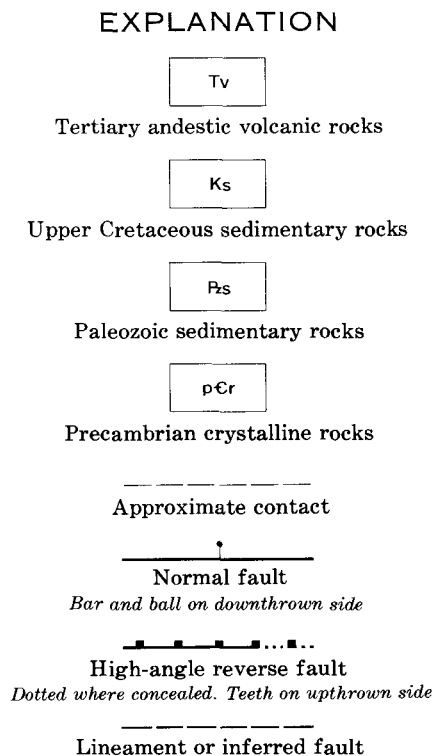 EXPLANATION
Tv
Tertiary andestic volcanic rocks
Ks
Upper Cretaceous sedimentary rocks
Pzs
Paleozoic sedimentary rocks
p€r
Precambrian crystalline rocks
Approximate contact
Normal fault
Bar and ball on downthrown side
High-angle reverse fault
Dotted where concealed. Teeth on upthrown side
Lineament or inferred fault